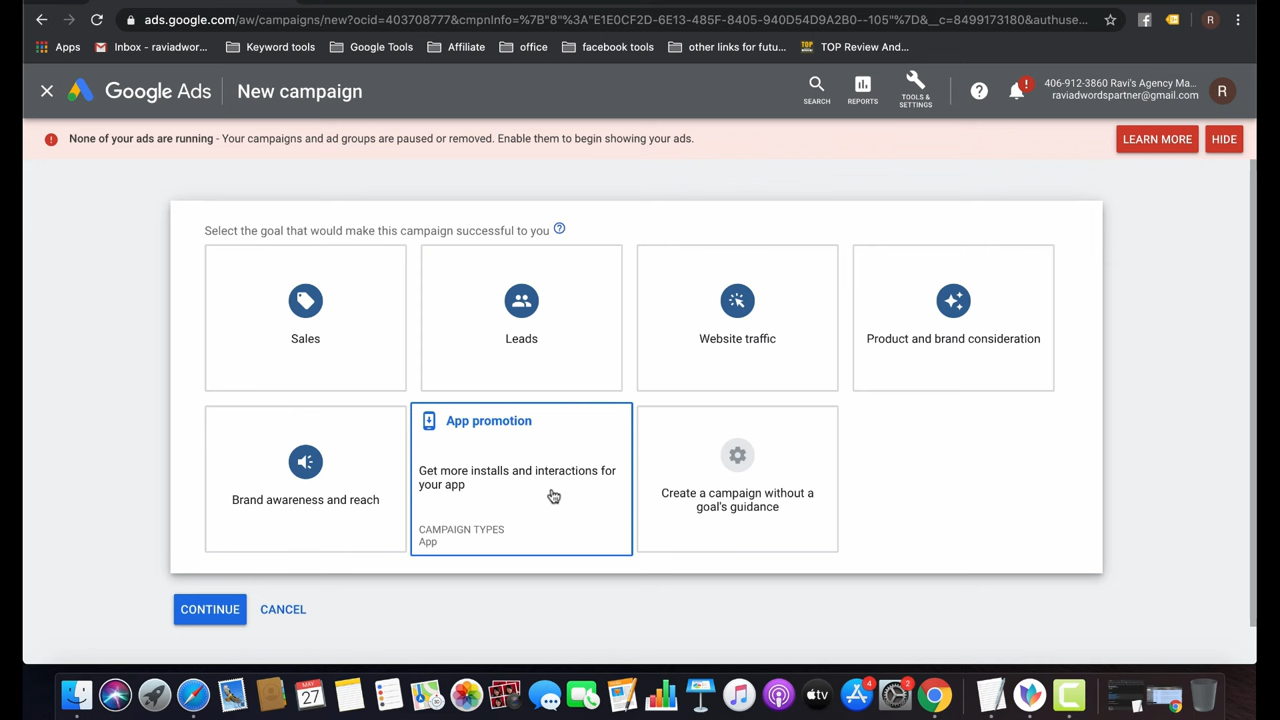 ads.google.com/aw/campaigns/new?ocid=403708777&cmpnInfo=%7B"8"%3A"E1E0CF2D-6E13-485F-8405-940D54D9A2B0--105"%7D&__c=8499173180&authuse...
R
Apps
Inbox - raviadwor...
Keyword tools
Google Tools
Affiliate
office
facebook tools
other links for futu...
TOP Review And...
Google Ads
New campaign
SEARCH
REPORTS
TOOLS &
SETTINGS
406-912-3860 Ravi's Agency Ma...
raviadwordspartner@gmail.com
R
None of your ads are running - Your campaigns and ad groups are paused or removed. Enable them to begin showing your ads.
LEARN MORE
HIDE
Select the goal that would make this campaign successful to you
Sales
Leads
Website traffic
Product and brand consideration
Brand awareness and reach
App promotion
Get more installs and interactions for
your app
CAMPAIGN TYPES
App
Create a campaign without a
goal's guidance
CONTINUE
CANCEL
MAY
27
tv
4
2